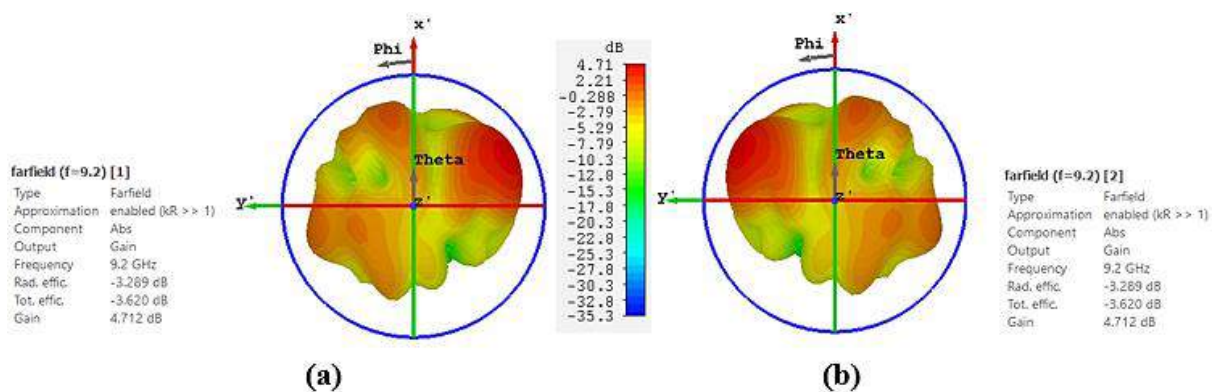 x'
Phi
Theta
y'
z'
farfield (f=9.2) [1]
Type Farfield
Approximation enabled (kR >> 1)
Component Abs
Output Gain
Frequency 9.2 GHz
Rad. effic. -3.289 dB
Tot. effic. -3.620 dB
Gain 4.712 dB
(a)
dB
4.71
2.21
-0.288
-2.79
-5.29
-7.79
-10.3
-12.8
-15.3
-17.8
-20.3
-22.8
-25.3
-27.8
-30.3
-32.8
-35.3
x'
Phi
Theta
y'
z'
farfield (f=9.2) [2]
Type Farfield
Approximation enabled (kR >> 1)
Component Abs
Output Gain
Frequency 9.2 GHz
Rad. effic. -3.289 dB
Tot. effic. -3.620 dB
Gain 4.712 dB
(b)